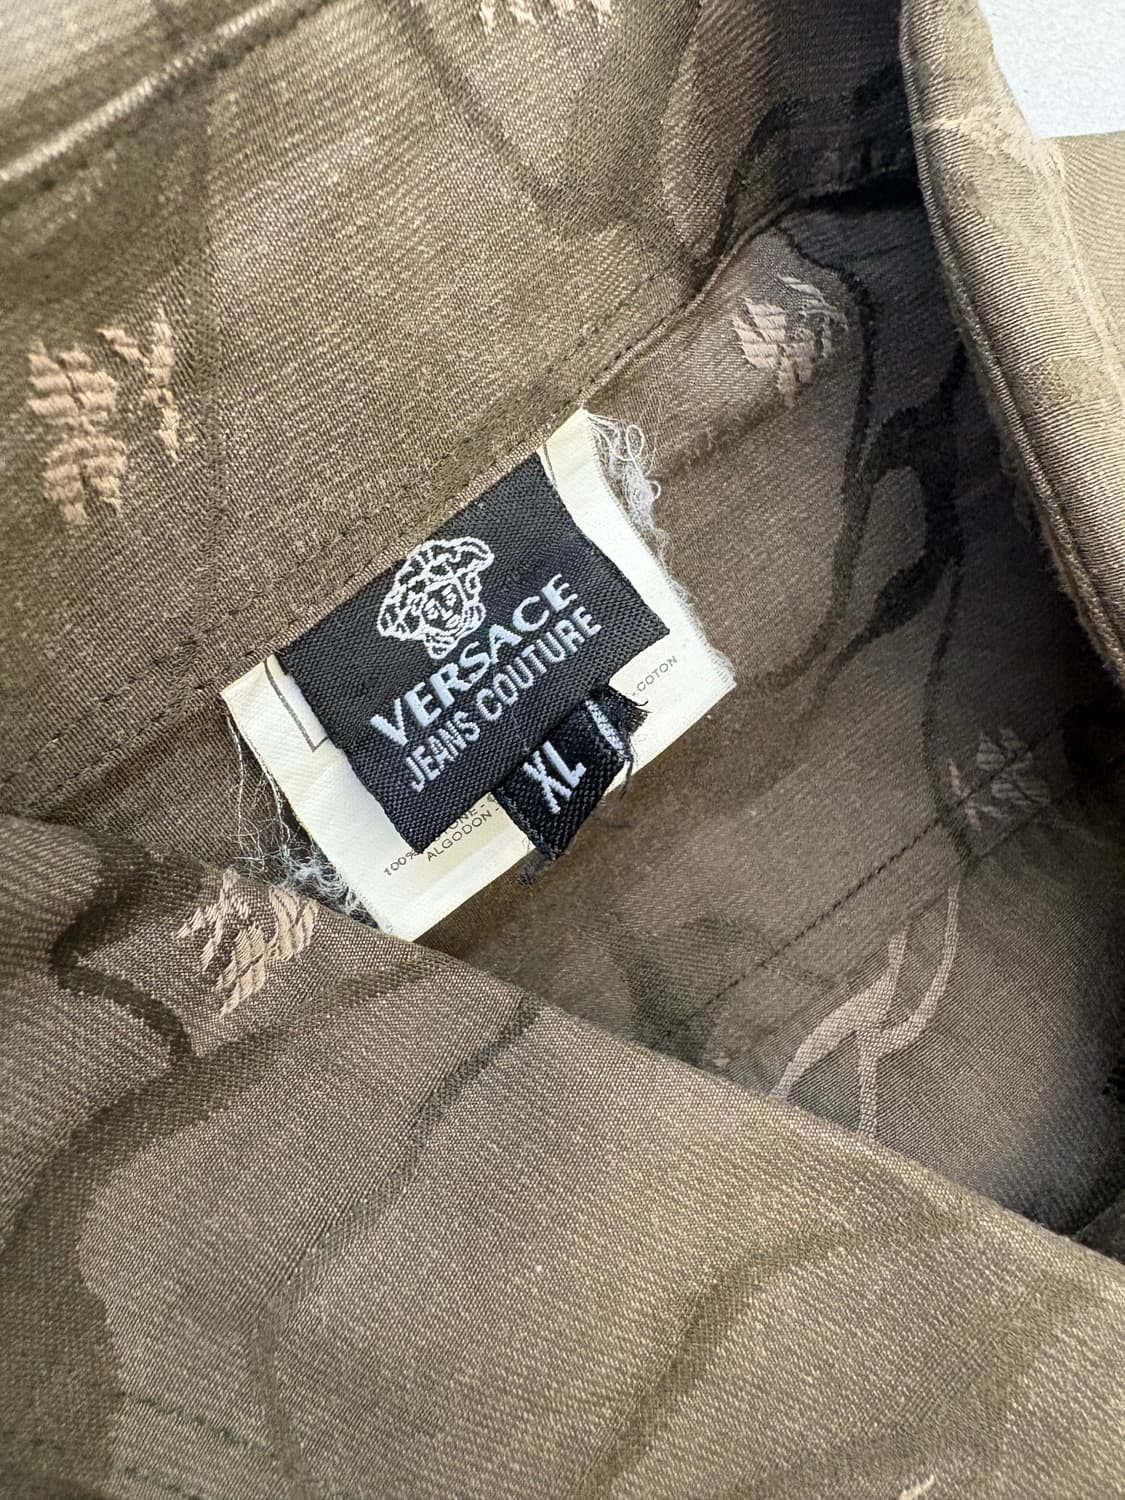 VERSACE
JEANS COUTURE
XL
-COTON
100%
ALGODON -